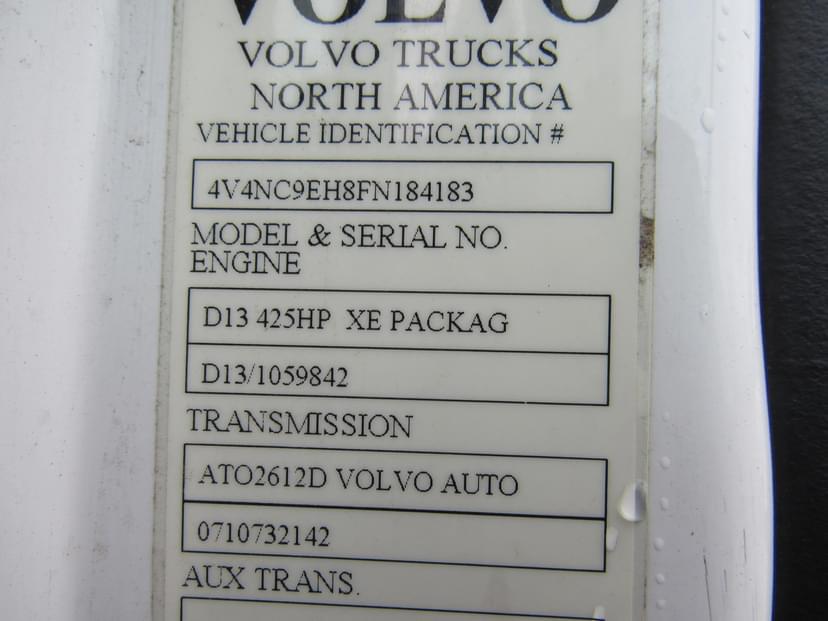 VOLVO
VOLVO TRUCKS
NORTH AMERICA
VEHICLE IDENTIFICATION #
4V4NC9EH8FN184183
MODEL & SERIAL NO.
ENGINE
D13 425HP XE PACKAG
D13/1059842
TRANSMISSION
ATO2612D VOLVO AUTO
0710732142
AUX TRANS.